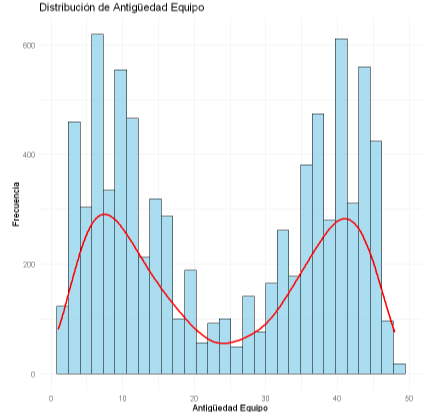 Distribución de Antigüedad Equipo
600
400
200
0
0 10 20 30 40 50
Frecuencia
Antigüedad Equipo